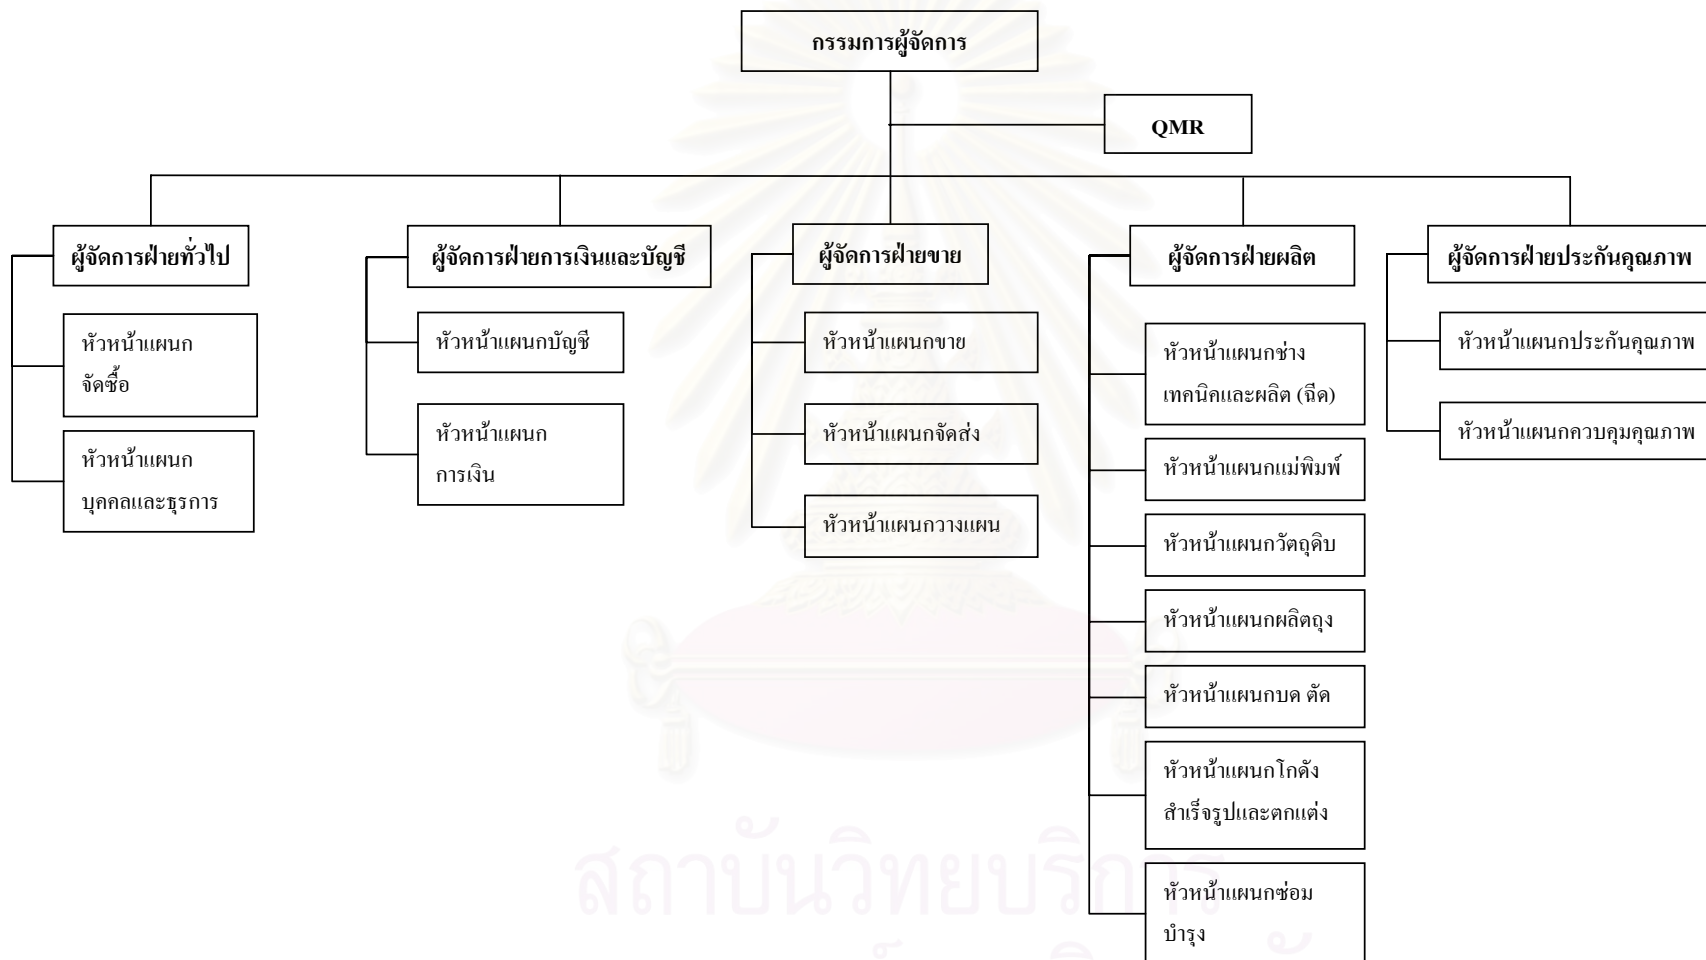 กรรมการผู้จัดการ
QMR
ผู้จัดการฝ่ายทั่วไป
หัวหน้าแผนก
จัดซื้อ
หัวหน้าแผนก
บุคคลและธุรการ
ผู้จัดการฝ่ายการเงินและบัญชี
หัวหน้าแผนกบัญชี
หัวหน้าแผนก
การเงิน
ผู้จัดการฝ่ายขาย
หัวหน้าแผนกขาย
หัวหน้าแผนกจัดส่ง
หัวหน้าแผนกวางแผน
ผู้จัดการฝ่ายผลิต
หัวหน้าแผนกช่าง
เทคนิคและผลิต (ฉีด)
หัวหน้าแผนกแม่พิมพ์
หัวหน้าแผนกวัตถุดิบ
หัวหน้าแผนกผลิตถุง
หัวหน้าแผนกบด ตัด
หัวหน้าแผนกโกดัง
สำเร็จรูปและตกแต่ง
หัวหน้าแผนกซ่อม
บำรุง
ผู้จัดการฝ่ายประกันคุณภาพ
หัวหน้าแผนกประกันคุณภาพ
หัวหน้าแผนกควบคุมคุณภาพ
สถาบันวิทยบริการ